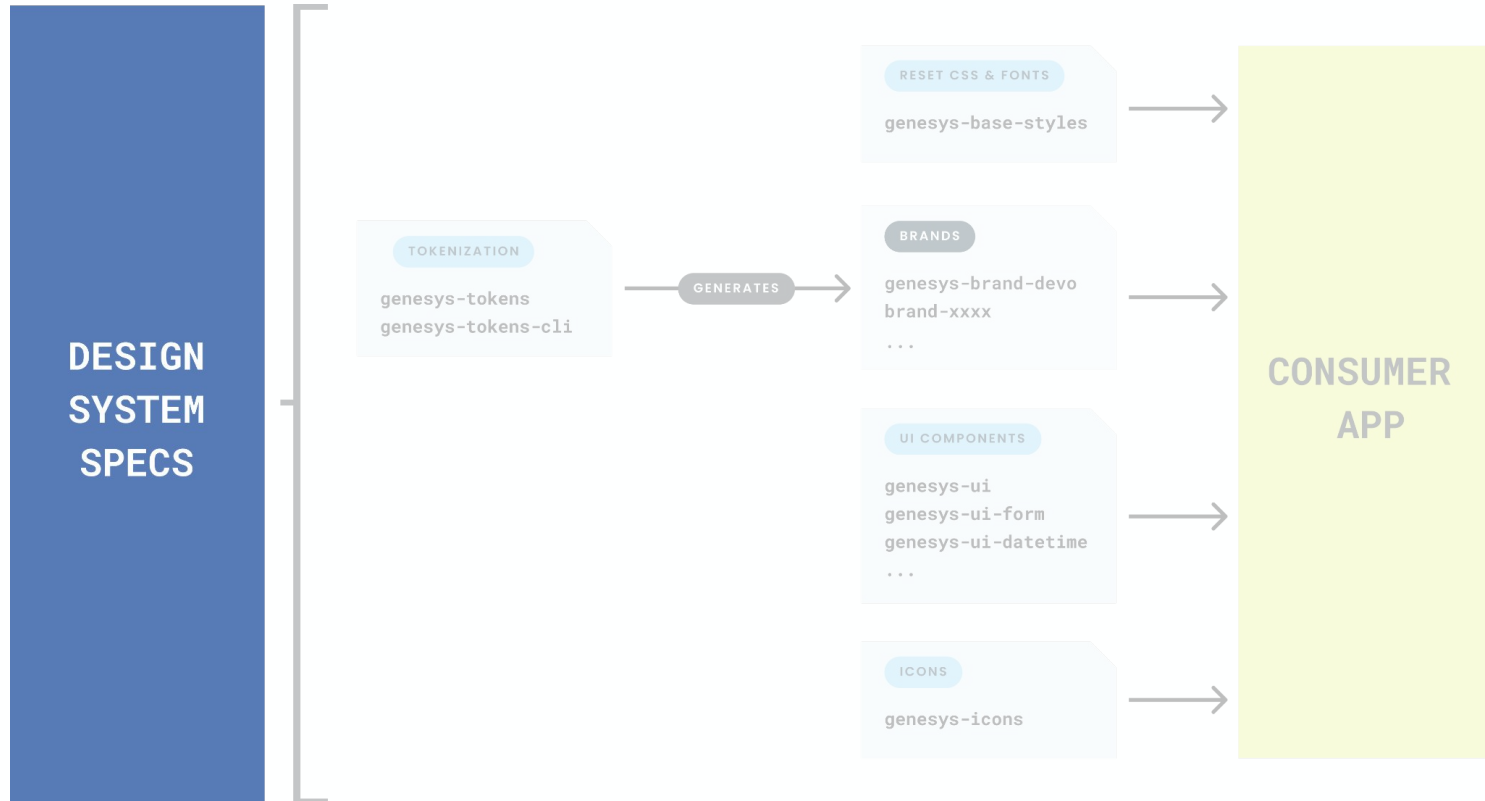 DESIGN
SYSTEM
SPECS
TOKENIZATION
genesys-tokens
genesys-tokens-cli
GENERATES
RESET CSS & FONTS
genesys-base-styles
BRANDS
genesys-brand-devo
brand-xxxx
...
UI COMPONENTS
genesys-ui
genesys-ui-form
genesys-ui-datetime
...
ICONS
genesys-icons
CONSUMER
APP